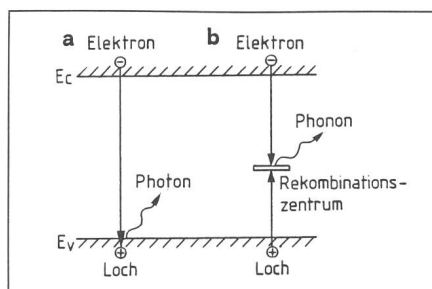 a Elektron b Elektron
⊖ ⊖
Ec
Phonon
Photon
Rekombinations-
zentrum
Ev
⊕ ⊕
Loch Loch